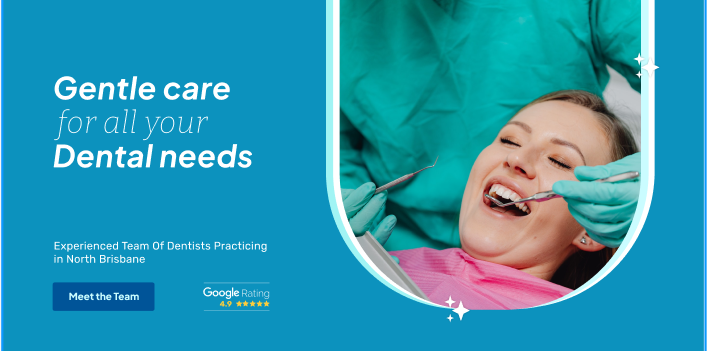 Gentle care
for all your
Dental needs
Experienced Team Of Dentists Practicing
in North Brisbane
Meet the Team
Google Rating
4.9